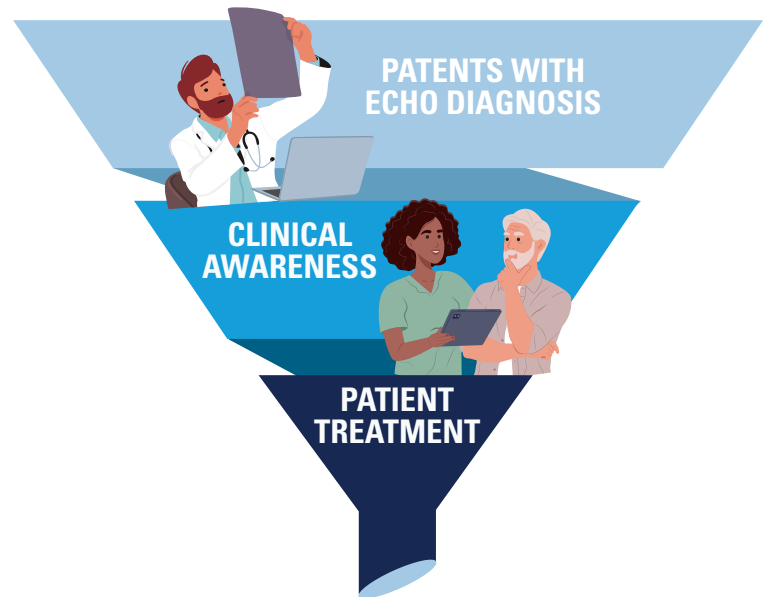 PATENTS WITH
ECHO DIAGNOSIS
CLINICAL
AWARENESS
PATIENT
TREATMENT